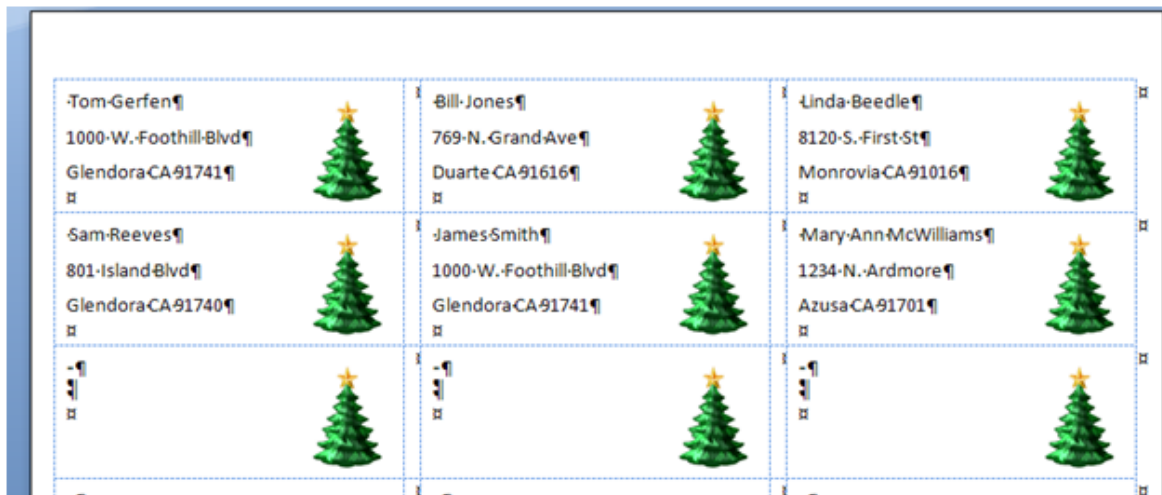 Tom Gerfen¶
1000 W. Foothill Blvd¶
Glendora CA 91741¶
¤
Bill Jones¶
769 N. Grand Ave¶
Duarte CA 91616¶
¤
Linda Beedle¶
8120 S. First St¶
Monrovia CA 91016¶
¤
Sam Reeves¶
801 Island Blvd¶
Glendora CA 91740¶
¤
James Smith¶
1000 W. Foothill Blvd¶
Glendora CA 91741¶
¤
Mary Ann McWilliams¶
1234 N. Ardmore¶
Azusa CA 91701¶
¤